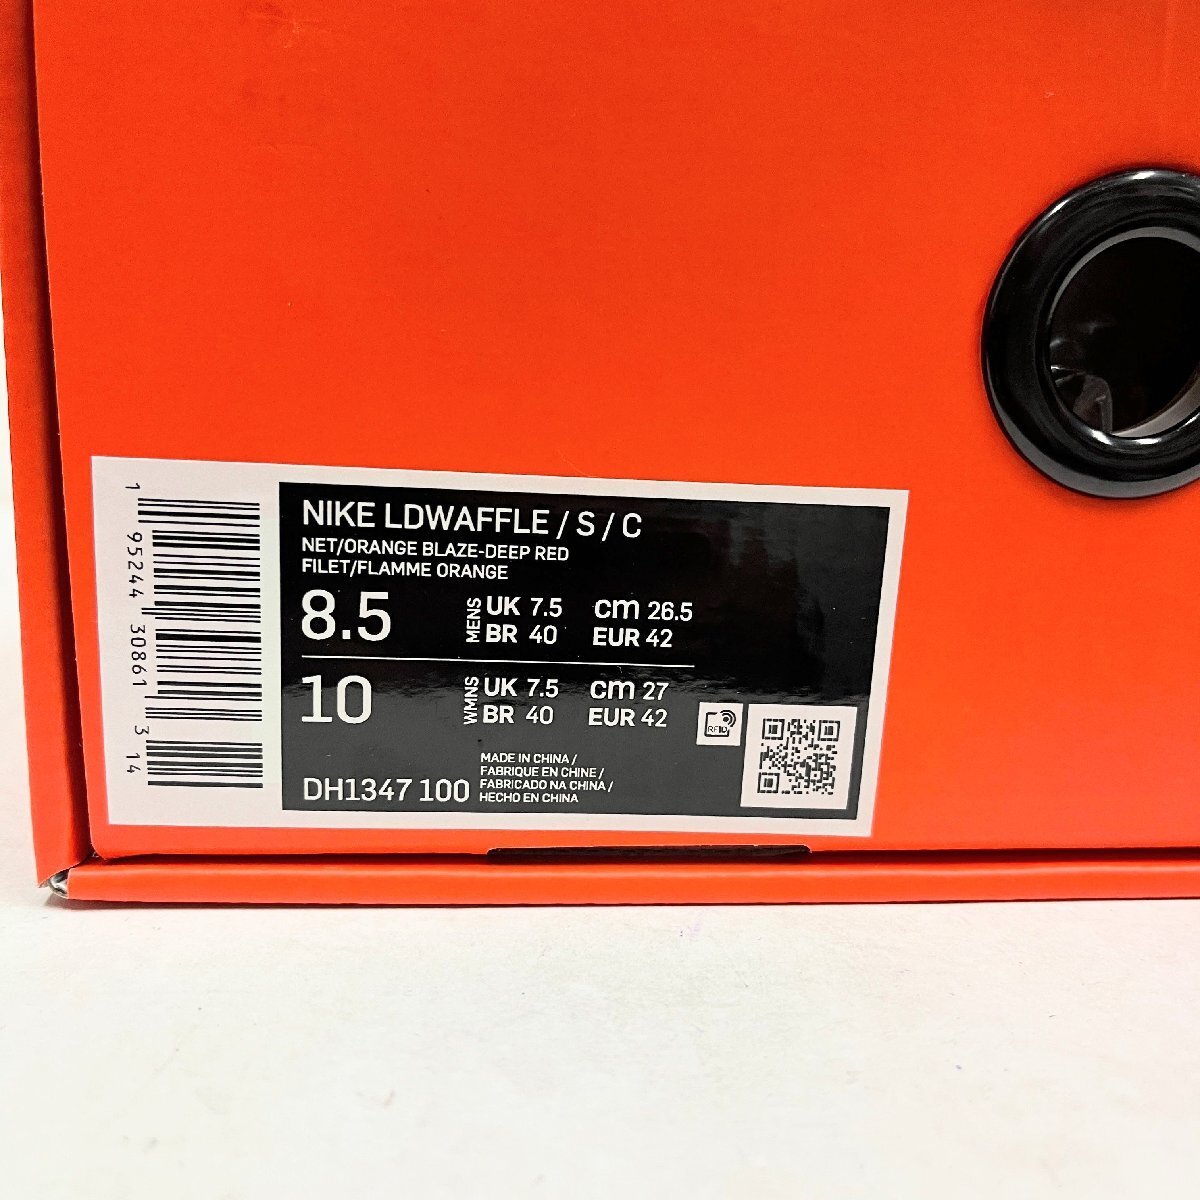 NIKE LDWAFFLE / S / C
NET/ORANGE BLAZE-DEEP RED
FILET/FLAMME ORANGE
8.5 MENS UK 7.5 cm 26.5
BR 40 EUR 42
10 WMNS UK 7.5 cm 27
BR 40 EUR 42
RFID
DH1347 100
MADE IN CHINA /
FABRIQUE EN CHINE /
FABRICADO NA CHINA /
HECHO EN CHINA
1 95244 30861 3 14